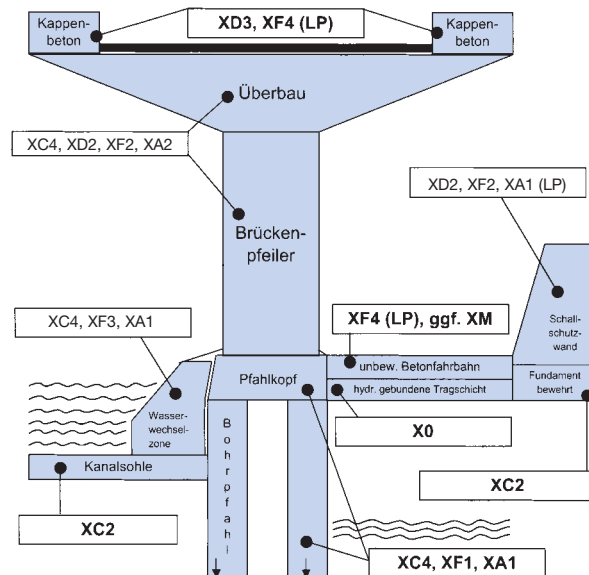 Kappen-
beton
XD3, XF4 (LP)
Kappen-
beton
Überbau
XC4, XD2, XF2, XA2
XD2, XF2, XA1 (LP)
Brücken-
pfeiler
XC4, XF3, XA1
XF4 (LP), ggf. XM
Schall-
schutz-
wand
unbew. Betonfahrbahn
Pfahlkopf
hydr. gebundene Tragschicht
Fundament
bewehrt
Wasser-
wechsel-
zone
X0
Kanalsohle
Bohrpfahl
XC2
XC2
XC4, XF1, XA1